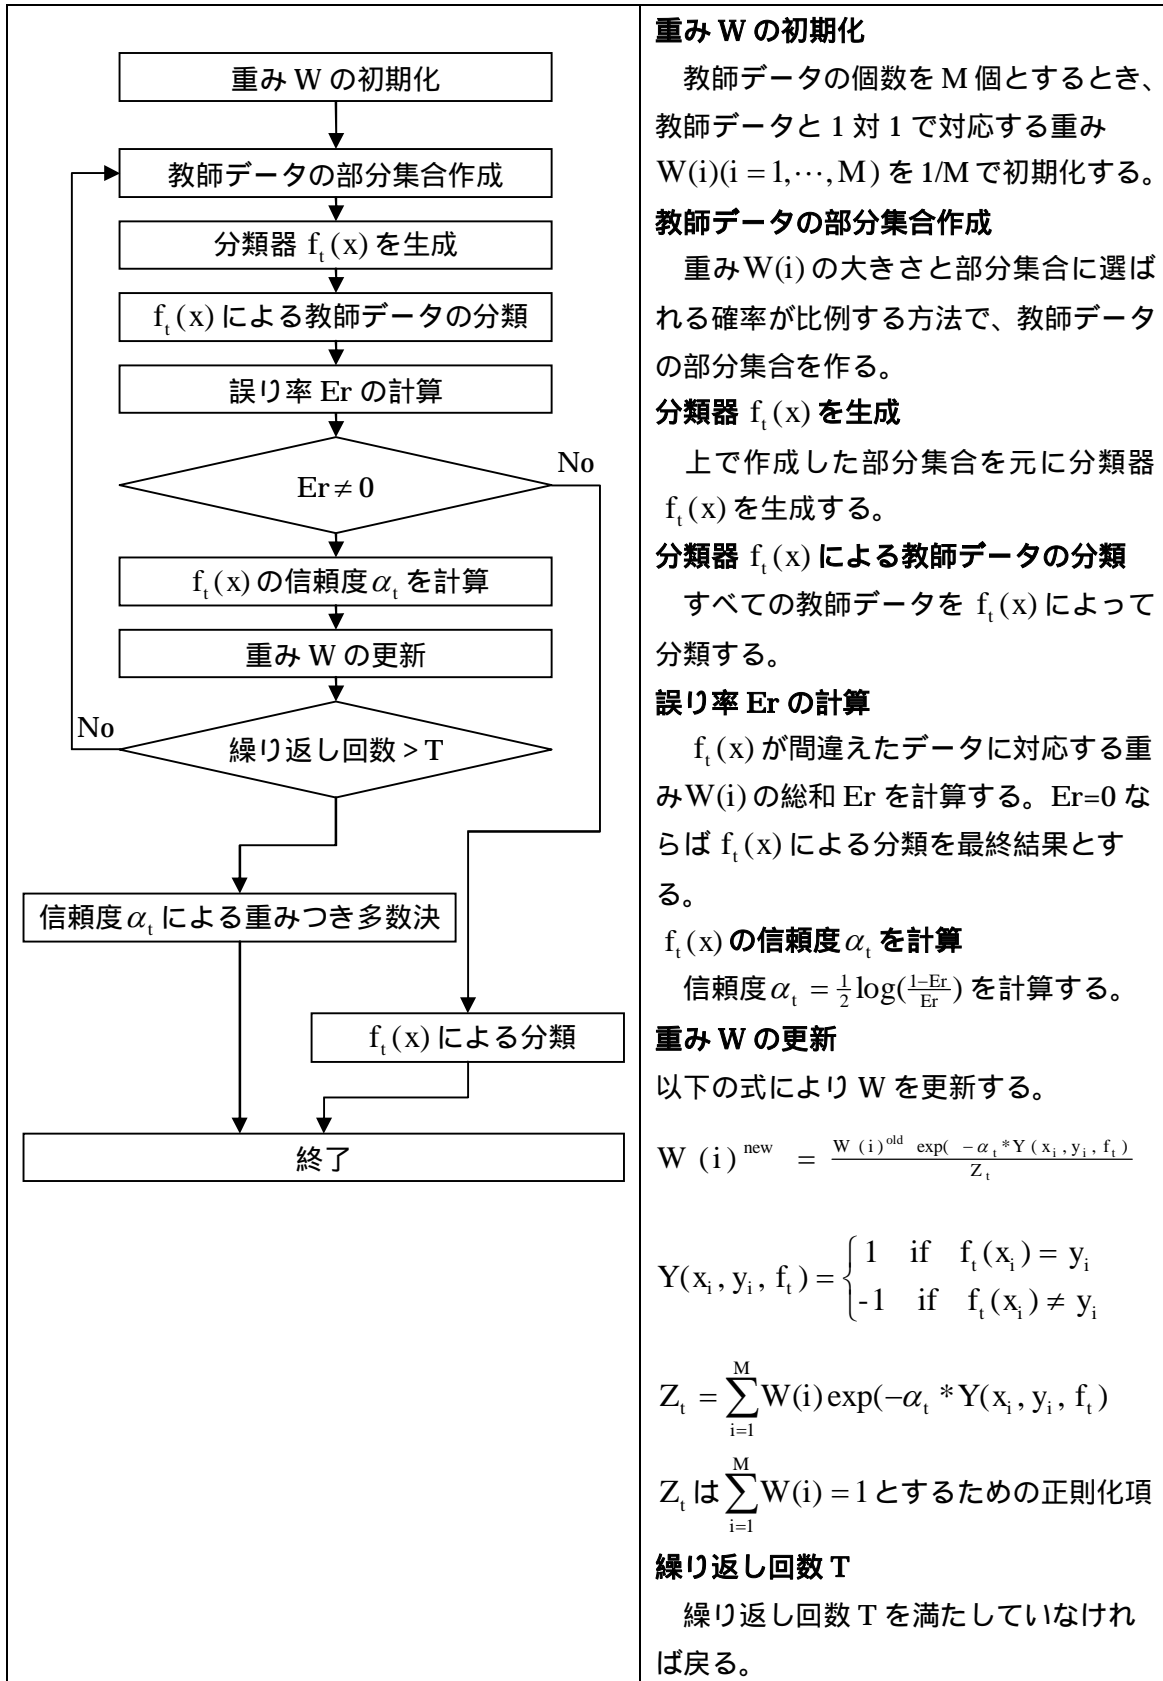 重み W の初期化
教師データの部分集合作成
分類器 f_t(x) を生成
f_t(x) による教師データの分類
誤り率 Er の計算
Er ≠ 0
No
f_t(x) の信頼度 α_t を計算
重み W の更新
No
繰り返し回数 > T
信頼度 α_t による重みつき多数決
f_t(x) による分類
終了
重み W の初期化
教師データの個数を M 個とするとき、
教師データと 1 対 1 で対応する重み
W(i)(i = 1,⋯, M) を 1/M で初期化する。
教師データの部分集合作成
重み W(i) の大きさと部分集合に選ば
れる確率が比例する方法で、教師データ
の部分集合を作る。
分類器 f_t(x) を生成
上で作成した部分集合を元に分類器
f_t(x) を生成する。
分類器 f_t(x) による教師データの分類
すべての教師データを f_t(x) によって
分類する。
誤り率 Er の計算
f_t(x) が間違えたデータに対応する重
み W(i) の総和 Er を計算する。Er=0 な
らば f_t(x) による分類を最終結果とす
る。
f_t(x) の信頼度 α_t を計算
信頼度 α_t = 1/2 log((1−Er)/Er) を計算する。
重み W の更新
以下の式により W を更新する。
W (i)^new = W (i)^old exp( −α_t * Y (x_i, y_i, f_t) / Z_t
Y(x_i, y_i, f_t) = { 1 if f_t(x_i) = y_i
-1 if f_t(x_i) ≠ y_i
Z_t = ∑_{i=1}^{M} W(i) exp(−α_t * Y(x_i, y_i, f_t)
Z_t は ∑_{i=1}^{M} W(i) = 1 とするための正則化項
繰り返し回数 T
繰り返し回数 T を満たしていなけれ
ば戻る。